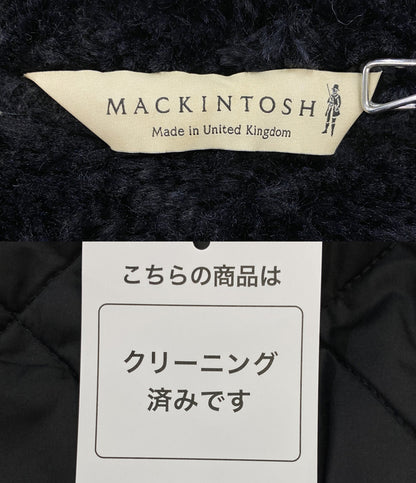 MACKINTOSH
Made in United Kingdom
こちらの商品は
クリーニング
済みです